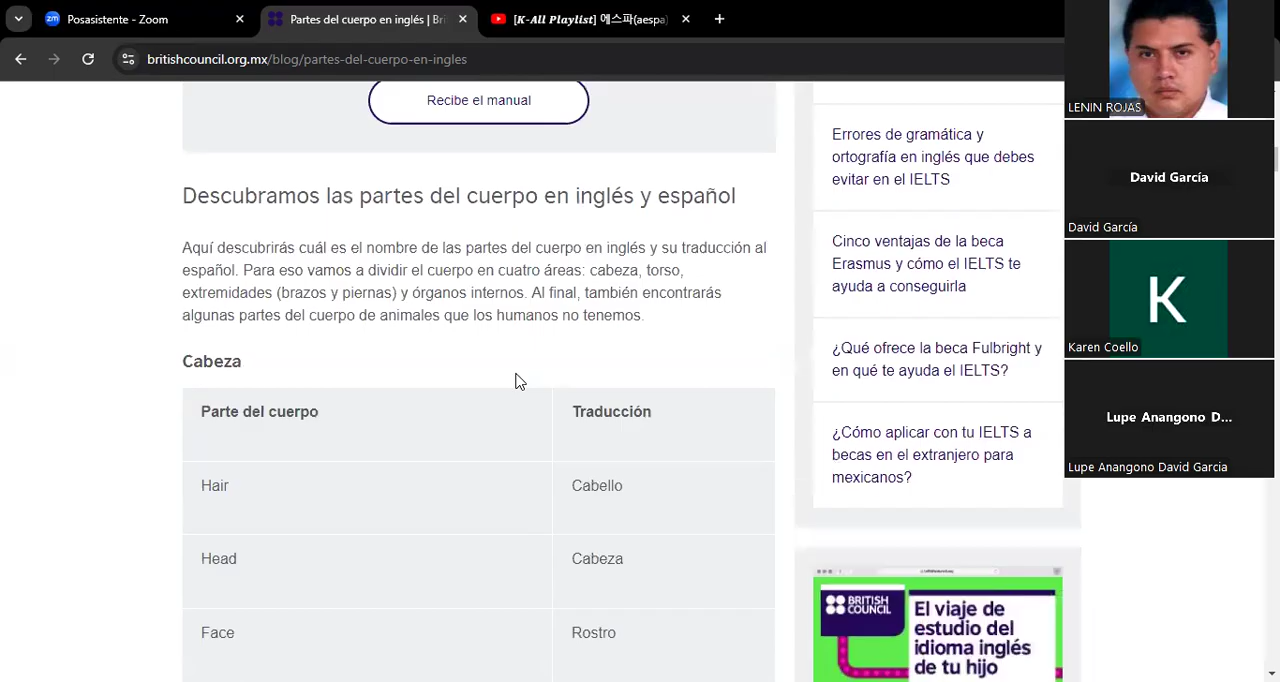 zm Posasistente - Zoom
Partes del cuerpo en inglés | Bri
[K-All Playlist] 에스파(aespa)
britishcouncil.org.mx/blog/partes-del-cuerpo-en-ingles
Recibe el manual
Descubramos las partes del cuerpo en inglés y español
Aquí descubrirás cuál es el nombre de las partes del cuerpo en inglés y su traducción al
español. Para eso vamos a dividir el cuerpo en cuatro áreas: cabeza, torso,
extremidades (brazos y piernas) y órganos internos. Al final, también encontrarás
algunas partes del cuerpo de animales que los humanos no tenemos.
Cabeza
Parte del cuerpo Traducción
Hair Cabello
Head Cabeza
Face Rostro
Errores de gramática y
ortografía en inglés que debes
evitar en el IELTS
Cinco ventajas de la beca
Erasmus y cómo el IELTS te
ayuda a conseguirla
¿Qué ofrece la beca Fulbright y
en qué te ayuda el IELTS?
¿Cómo aplicar con tu IELTS a
becas en el extranjero para
mexicanos?
BRITISH
COUNCIL
El viaje de
estudio del
idioma inglés
de tu hijo
LENIN ROJAS
David García
David García
K
Karen Coello
Lupe Anangono D...
Lupe Anangono David Garcia